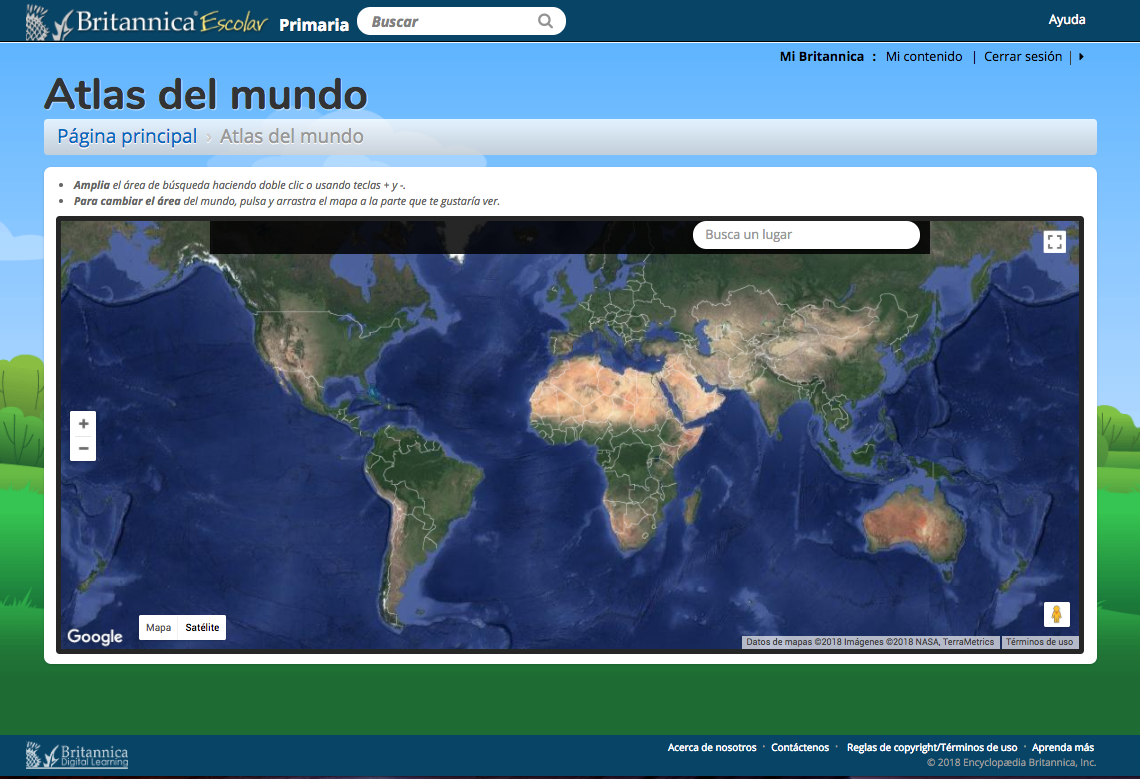 Britannica® Escolar Primaria Buscar Ayuda
Mi Britannica : Mi contenido | Cerrar sesión |
Atlas del mundo
Página principal › Atlas del mundo
• Amplia el área de búsqueda haciendo doble clic o usando teclas + y -.
• Para cambiar el área del mundo, pulsa y arrastra el mapa a la parte que te gustaría ver.
Busca un lugar
+
−
Mapa Satélite
Google
Datos de mapas ©2018 Imágenes ©2018 NASA, TerraMetrics Términos de uso
Britannica
Digital Learning
Acerca de nosotros · Contáctenos · Reglas de copyright/Términos de uso · Aprenda más
© 2018 Encyclopædia Britannica, Inc.